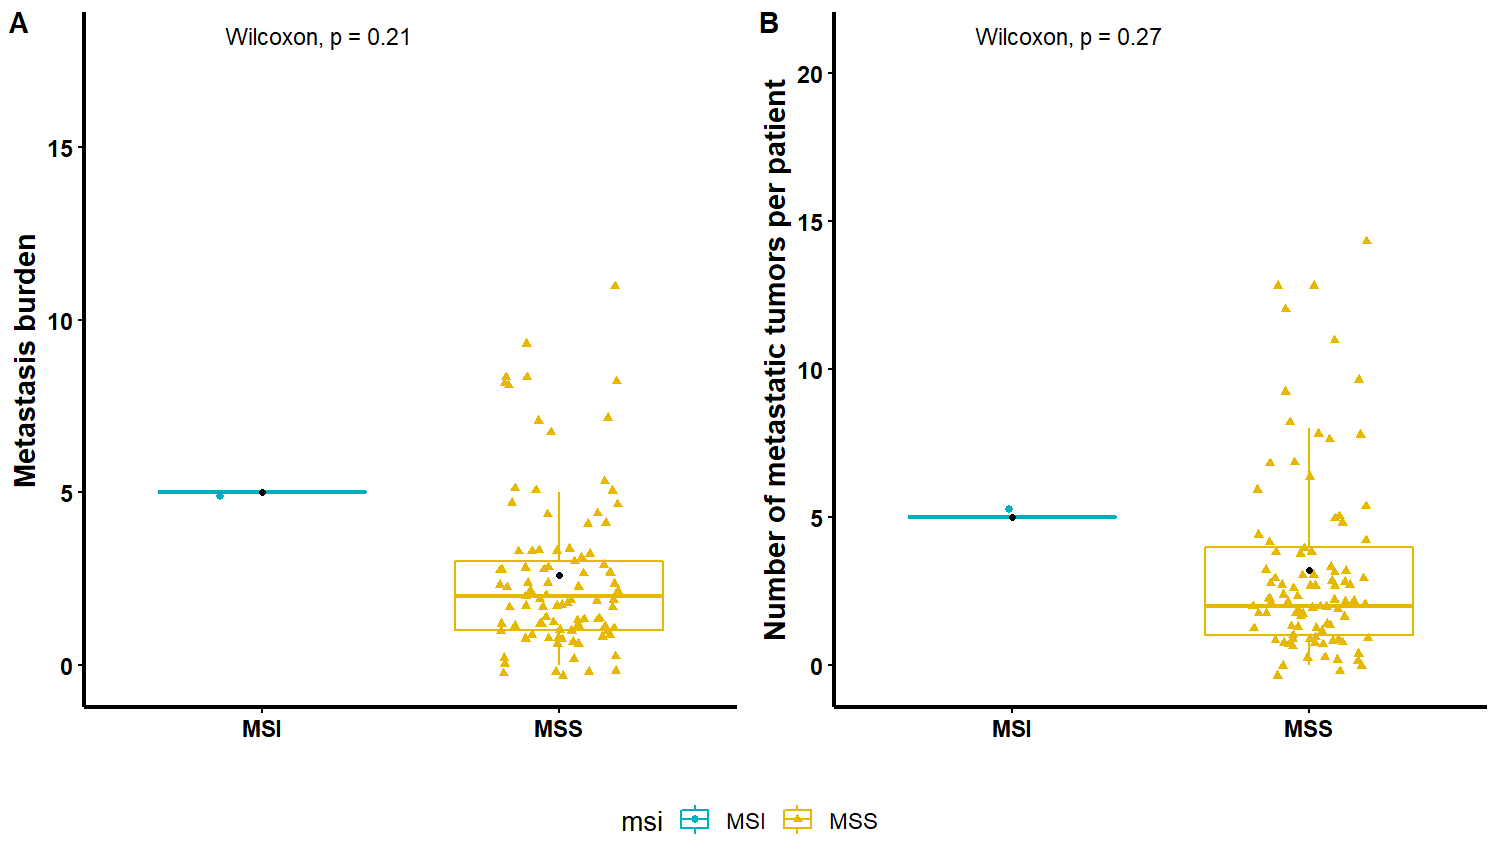 A
Wilcoxon, p = 0.21
Metastasis burden
15
10
5
0
MSI
MSS
B
Wilcoxon, p = 0.27
Number of metastatic tumors per patient
20
15
10
5
0
MSI
MSS
msi
MSI
MSS